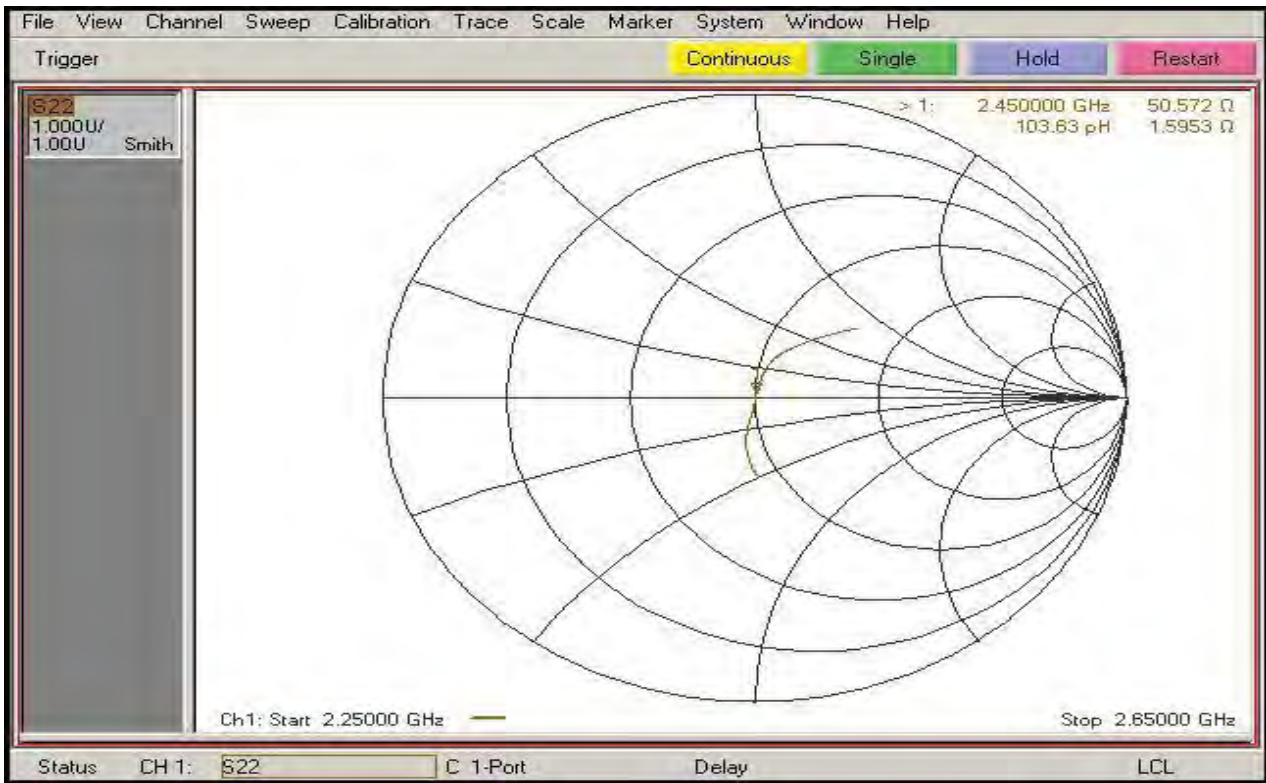 File View Channel Sweep Calibration Trace Scale Marker System Window Help
Trigger Continuous Single Hold Restart
S22
1.000U/
1.00U Smith
> 1: 2.450000 GHz 50.572 Ω
103.63 pH 1.5953 Ω
Ch1: Start 2.25000 GHz Stop 2.65000 GHz
Status CH 1: S22 C 1-Port Delay LCL